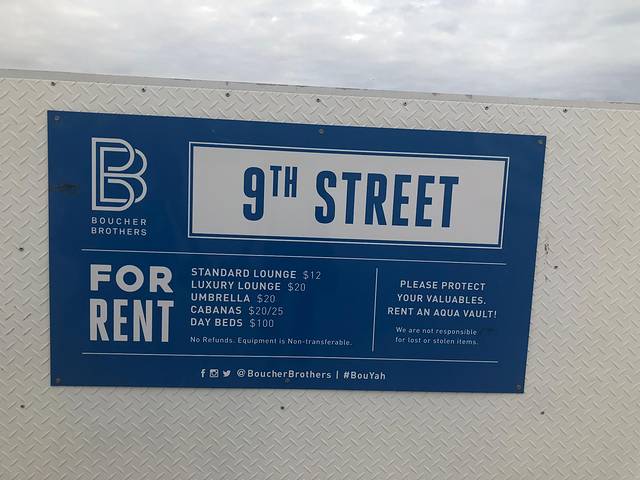 B
BOUCHER
BROTHERS
9TH STREET
FOR
RENT
STANDARD LOUNGE $12
LUXURY LOUNGE $20
UMBRELLA $20
CABANAS $20/25
DAY BEDS $100
No Refunds. Equipment is Non-transferable.
PLEASE PROTECT
YOUR VALUABLES.
RENT AN AQUA VAULT!
We are not responsible
for lost or stolen items.
@BoucherBrothers | #BouYah